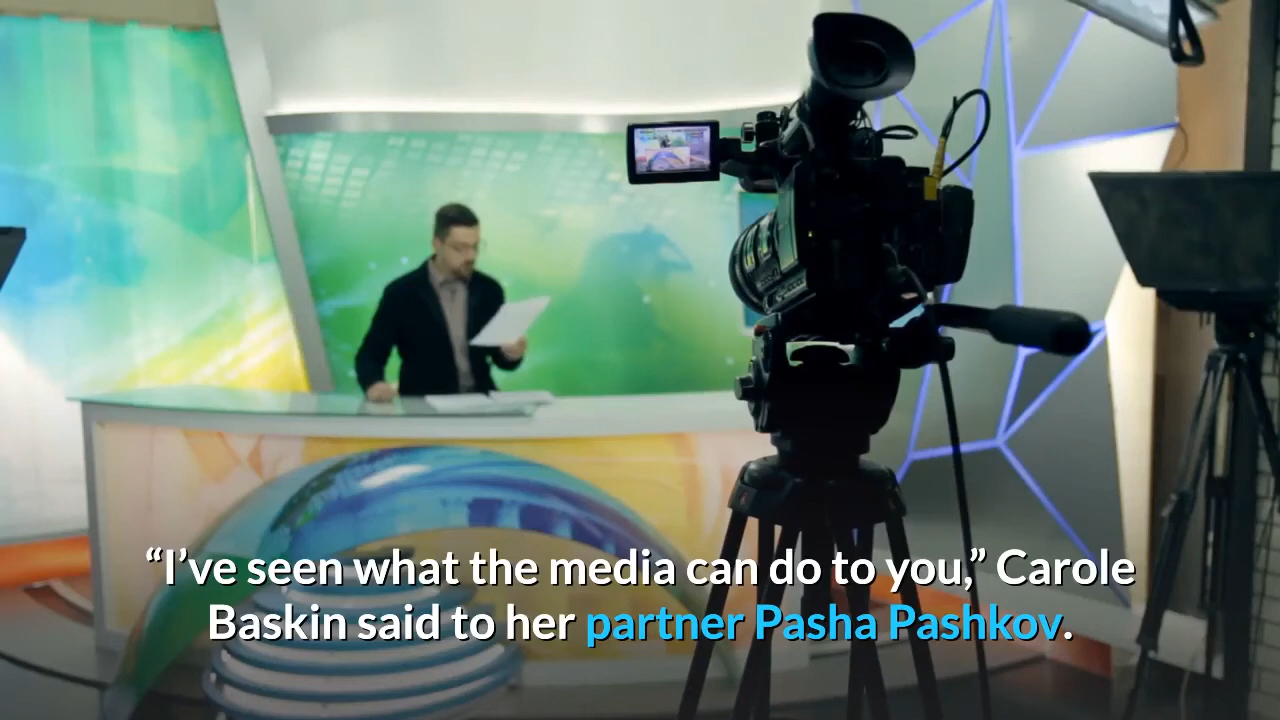 “I’ve seen what the media can do to you,” Carole
Baskin said to her partner Pasha Pashkov.